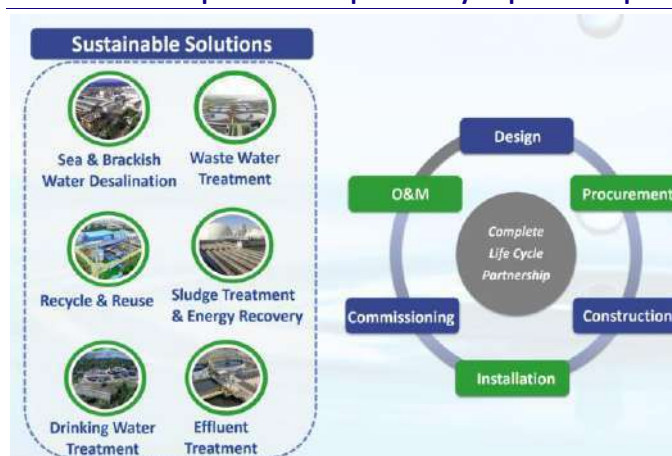 Sustainable Solutions
Sea & Brackish
Water Desalination
Waste Water
Treatment
Recycle & Reuse
Sludge Treatment
& Energy Recovery
Drinking Water
Treatment
Effluent
Treatment
Design
O&M
Procurement
Complete
Life Cycle
Partnership
Commissioning
Construction
Installation